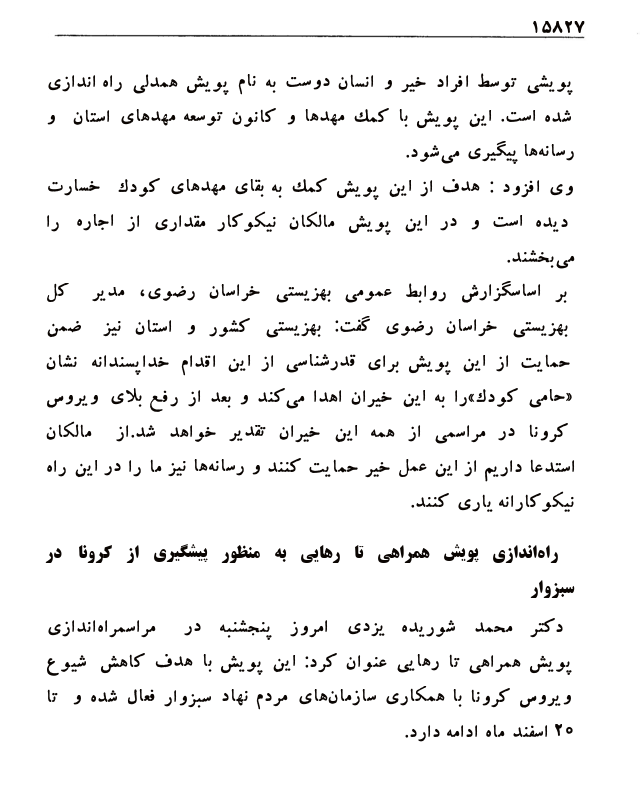 ۱۵۸۲۷
پویشی توسط افراد خیر و انسان دوست به نام پویش همدلی راه اندازی
شده است. این پویش با کمك مهدها و کانون توسعه مهدهای استان و
رسانه‌ها پیگیری می‌شود.
وی افزود : هدف از این پویش کمك به بقای مهدهای کودك خسارت
دیده است و در این پویش مالکان نیکوکار مقداری از اجاره را
می‌بخشند.
بر اساسگزارش روابط عمومی بهزیستی خراسان رضوی، مدیر کل
بهزیستی خراسان رضوی گفت: بهزیستی کشور و استان نیز ضمن
حمایت از این پویش برای قدرشناسی از این اقدام خداپسندانه نشان
«حامی کودك»را به این خیران اهدا می‌کند و بعد از رفع بلای ویروس
کرونا در مراسمی از همه این خیران تقدیر خواهد شد.از مالکان
استدعا داریم از این عمل خیر حمایت کنند و رسانه‌ها نیز ما را در این راه
نیکوکارانه یاری کنند.
راه‌اندازی پویش همراهی تا رهایی به منظور پیشگیری از کرونا در
سبزوار
دکتر محمد شوریده یزدی امروز پنجشنبه در مراسمراه‌اندازی
پویش همراهی تا رهایی عنوان کرد: این پویش با هدف کاهش شیوع
ویروس کرونا با همکاری سازمان‌های مردم نهاد سبزوار فعال شده و تا
۲۰ اسفند ماه ادامه دارد.